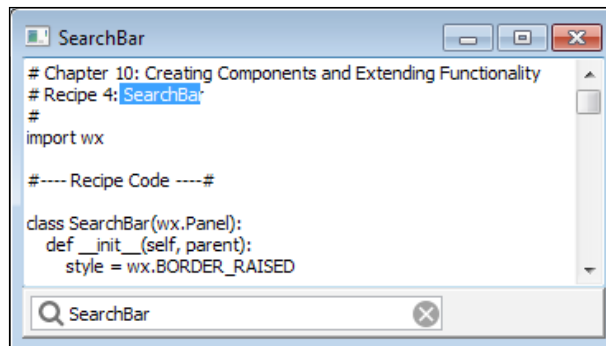 SearchBar
# Chapter 10: Creating Components and Extending Functionality
# Recipe 4: SearchBar
#
import wx
#---- Recipe Code ----#
class SearchBar(wx.Panel):
def __init__(self, parent):
style = wx.BORDER_RAISED
SearchBar